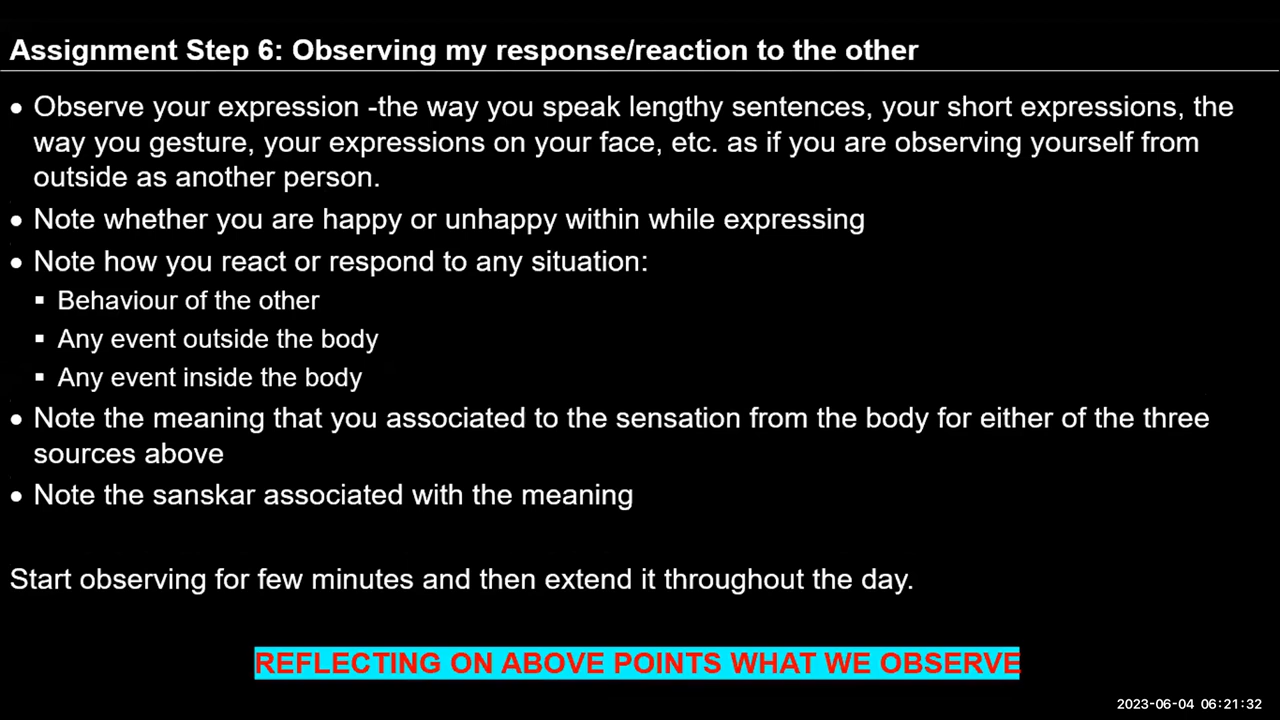 Assignment Step 6: Observing my response/reaction to the other
• Observe your expression -the way you speak lengthy sentences, your short expressions, the
way you gesture, your expressions on your face, etc. as if you are observing yourself from
outside as another person.
• Note whether you are happy or unhappy within while expressing
• Note how you react or respond to any situation:
▪ Behaviour of the other
▪ Any event outside the body
▪ Any event inside the body
• Note the meaning that you associated to the sensation from the body for either of the three
sources above
• Note the sanskar associated with the meaning
Start observing for few minutes and then extend it throughout the day.
REFLECTING ON ABOVE POINTS WHAT WE OBSERVE
2023-06-04 06:21:32